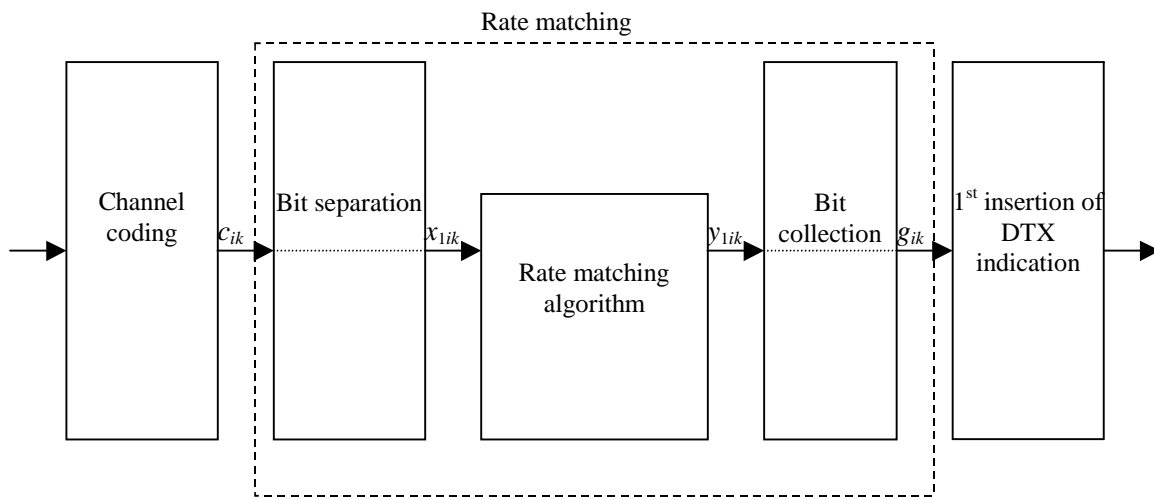 Rate matching
Channel
coding
c_ik
Bit separation
x_1ik
Rate matching
algorithm
y_1ik
Bit
collection
g_ik
1st insertion of
DTX
indication